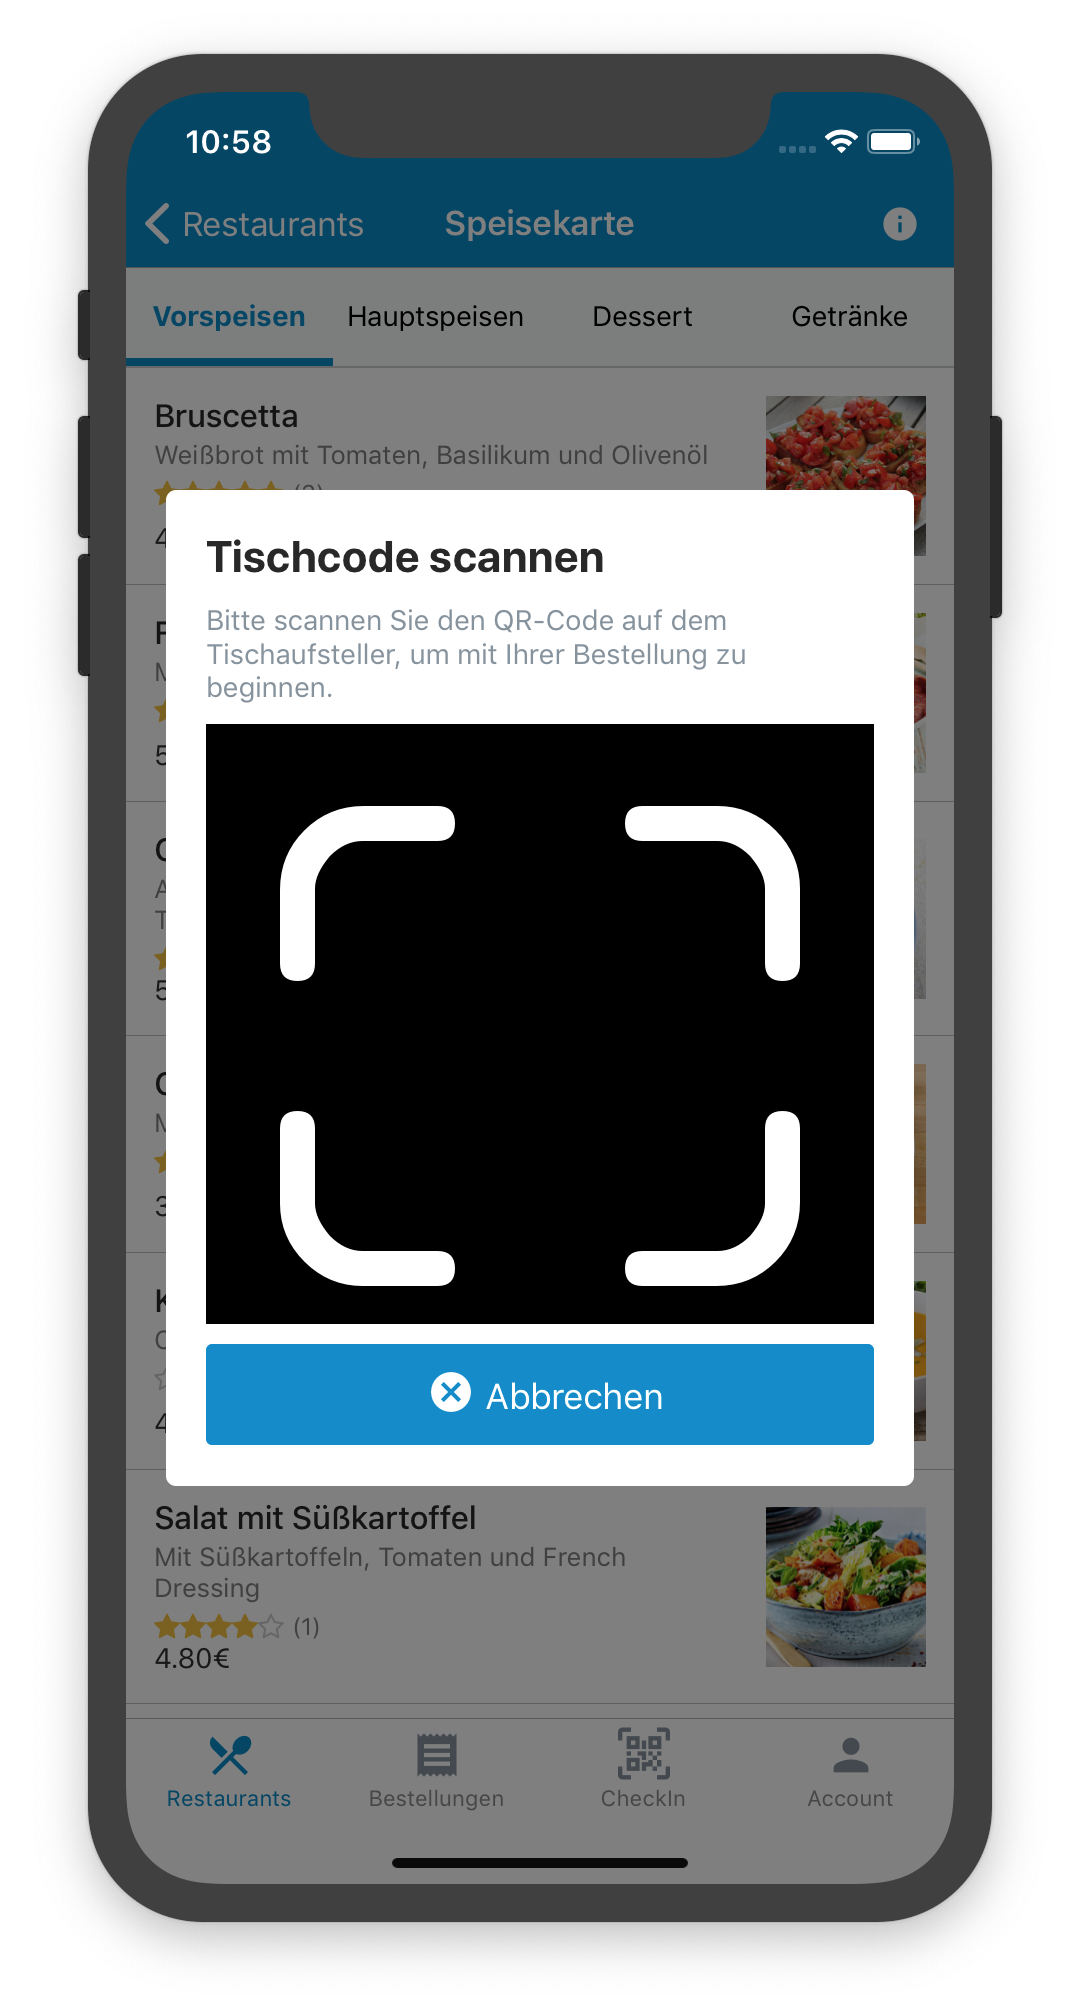 10:58
Restaurants
Speisekarte
Vorspeisen
Hauptspeisen
Dessert
Getränke
Bruscetta
Weißbrot mit Tomaten, Basilikum und Olivenöl
Tischcode scannen
Bitte scannen Sie den QR-Code auf dem
Tischaufsteller, um mit Ihrer Bestellung zu
beginnen.
Abbrechen
Salat mit Süßkartoffel
Mit Süßkartoffeln, Tomaten und French
Dressing
(1)
4.80€
Restaurants
Bestellungen
CheckIn
Account